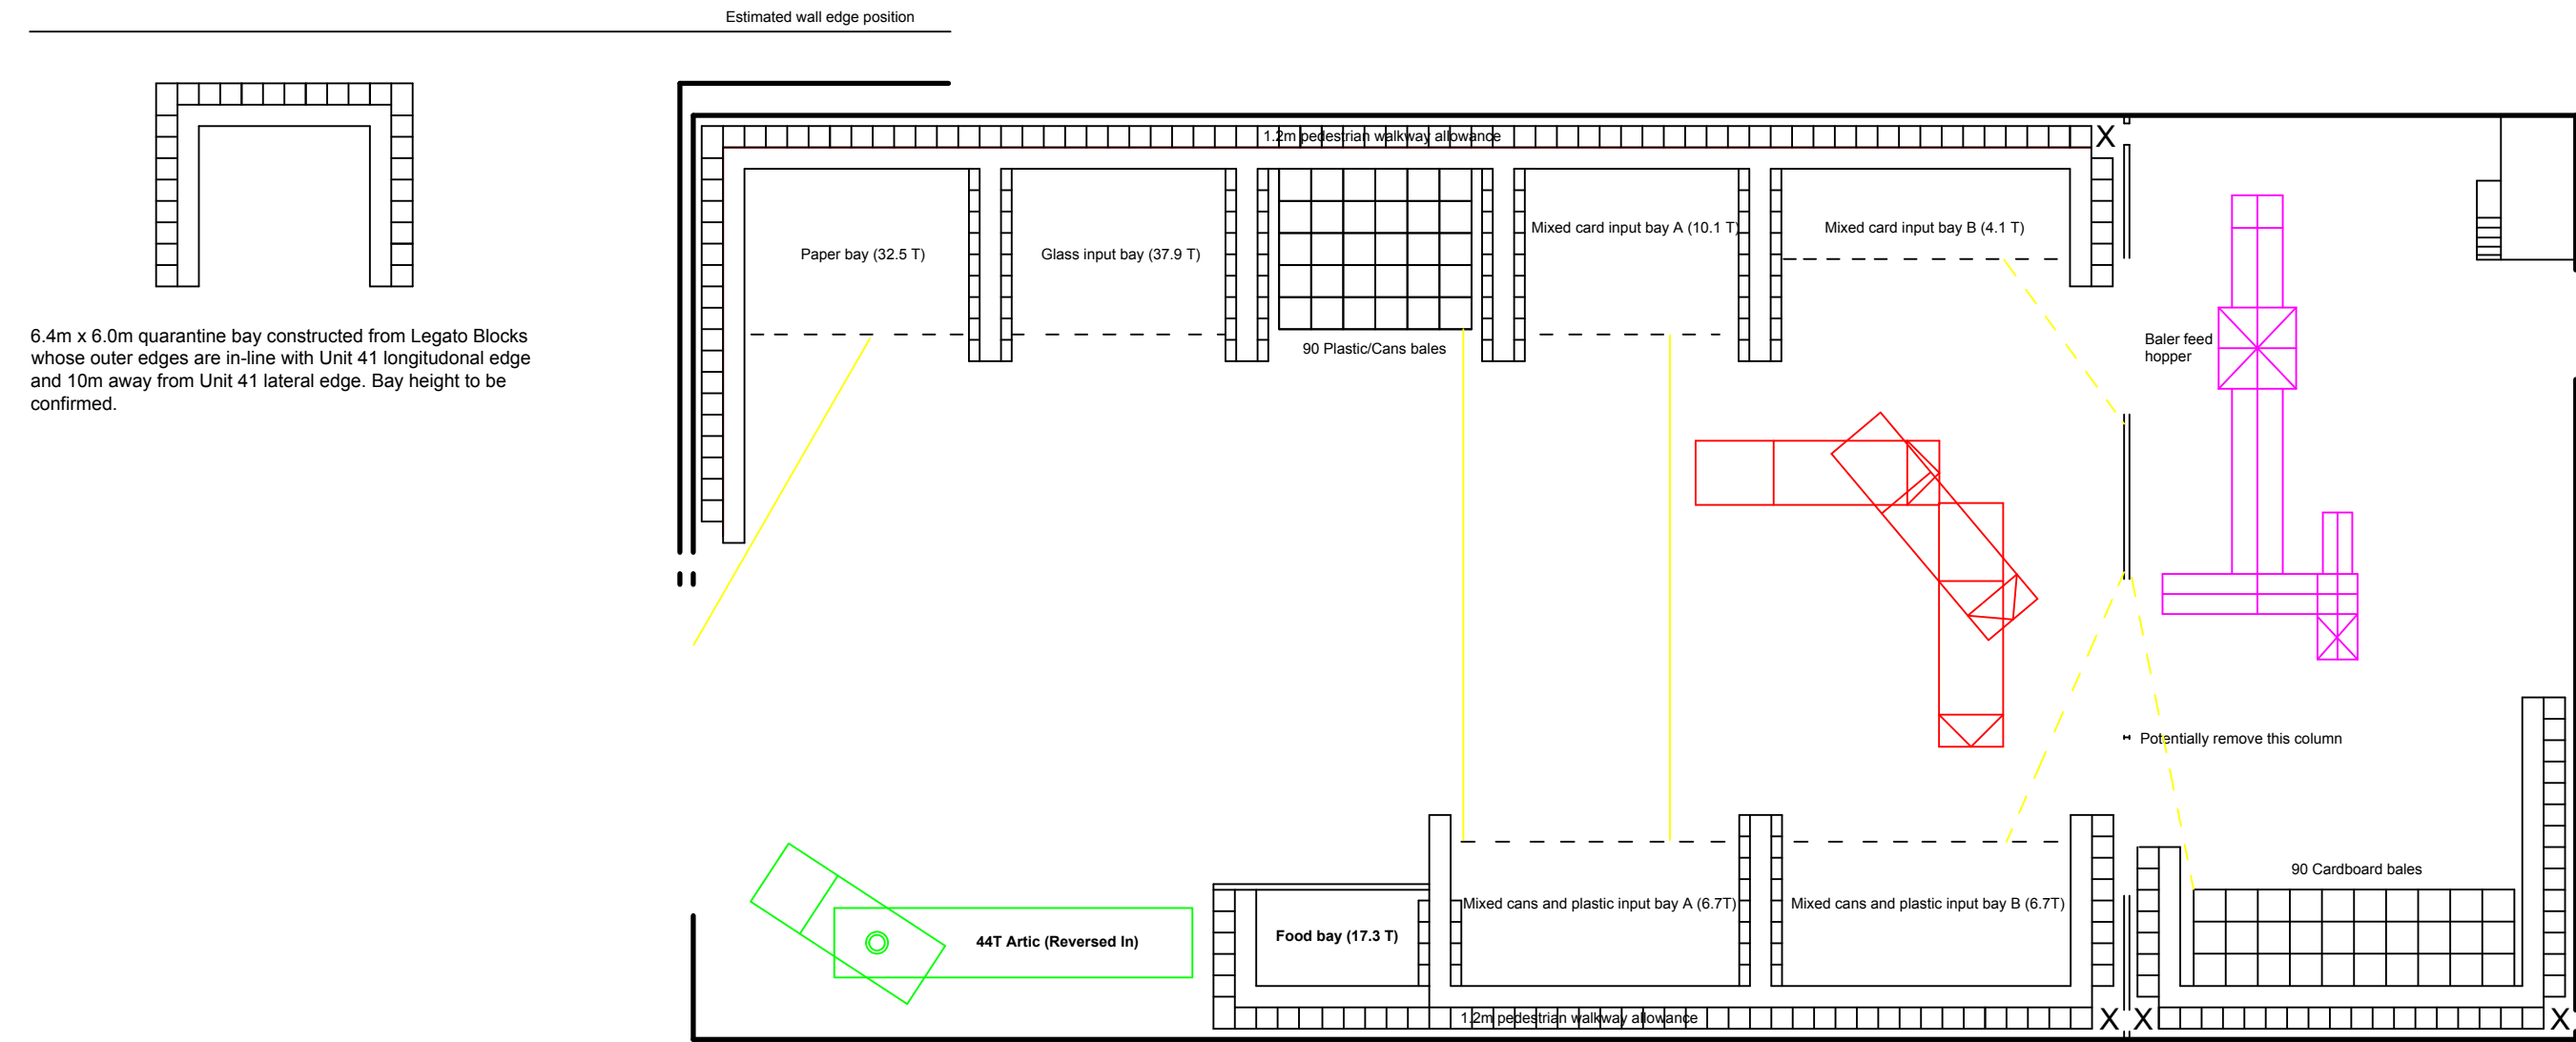 Estimated wall edge position
1.2m pedestrian walkway allowance
X
Paper bay (32.5 T)
Glass input bay (37.9 T)
Mixed card input bay A (10.1 T)
Mixed card input bay B (4.1 T)
6.4m x 6.0m quarantine bay constructed from Legato Blocks
whose outer edges are in-line with Unit 41 longitudonal edge
and 10m away from Unit 41 lateral edge. Bay height to be
confirmed.
90 Plastic/Cans bales
Baler feed
hopper
Potentially remove this column
90 Cardboard bales
Mixed cans and plastic input bay A (6.7T)
Mixed cans and plastic input bay B (6.7T)
Food bay (17.3 T)
44T Artic (Reversed In)
1.2m pedestrian walkway allowance
X
X
X